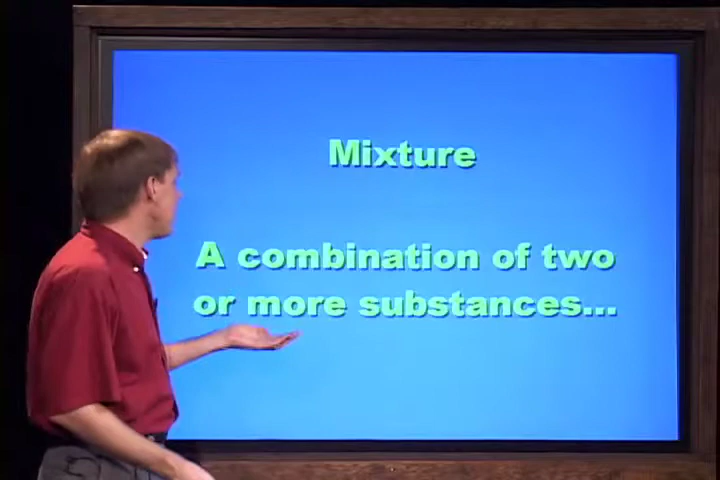 Mixture
A combination of two
or more substances...